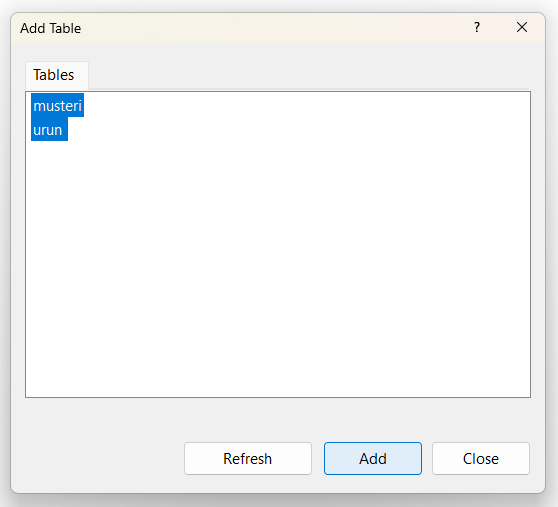 Add Table
?
Tables
musteri
urun
Refresh
Add
Close